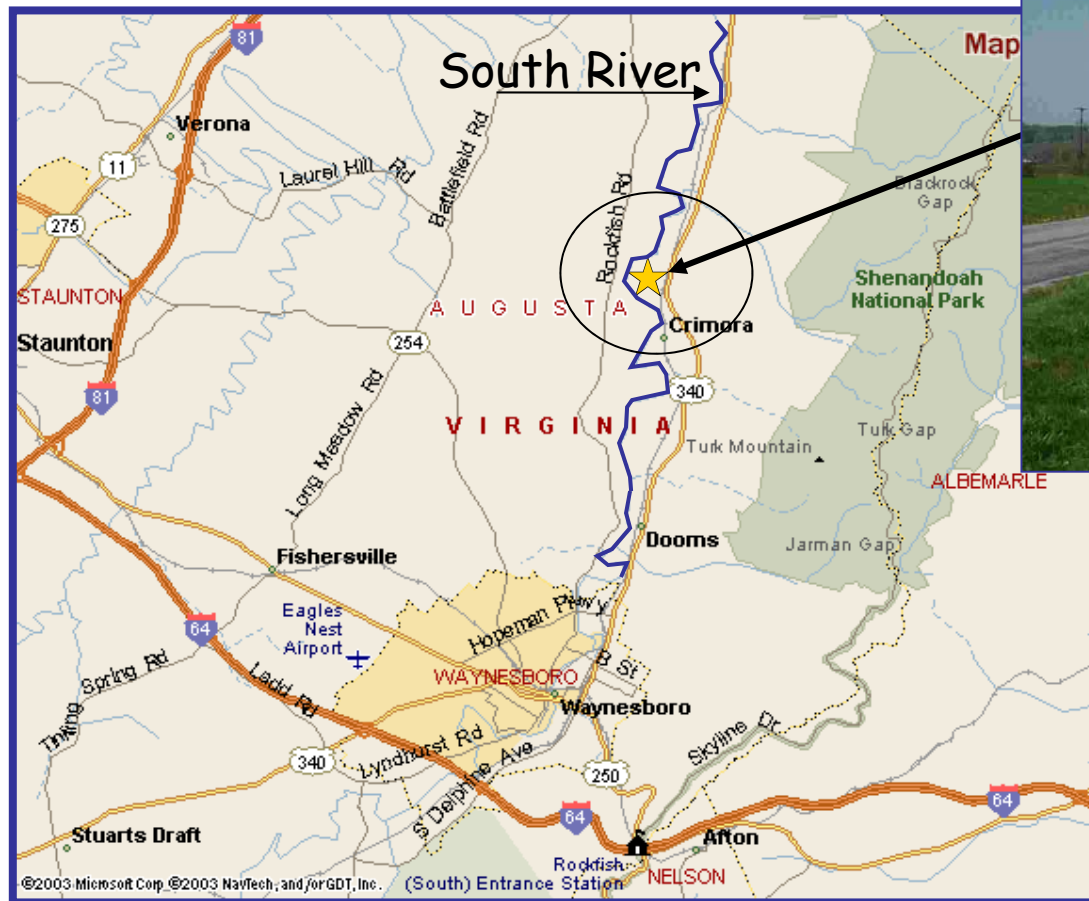 81
South River
Map
Verona
11
Laurel Hill Rd
Battlefield Rd
Rockfish Rd
Blackrock
Gap
275
Shenandoah
National Park
STAUNTON
AUGUSTA
Crimora
Staunton
254
81
340
Long Meadow Rd
VIRGINIA
Turk Mountain
Turk Gap
ALBEMARLE
Dooms
Jarman Gap
Fishersville
Eagles
Nest
Airport
Hopeman Pkwy
64
B St
Tinkling Spring Rd
Ladd Rd
WAYNESBORO
Waynesboro
Skyline Dr
340
Lyndhurst Rd
S Delphine Ave
250
64
64
Stuarts Draft
Afton
Rockfish
(South) Entrance Station
NELSON
©2003 Microsoft Corp ©2003 NavTech, and/or GDT, Inc.